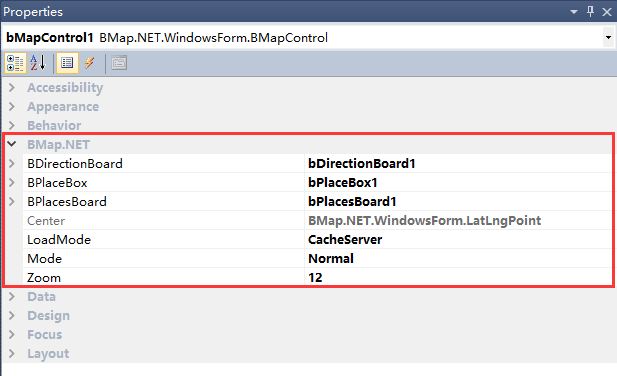 Properties
bMapControl1 BMap.NET.WindowsForm.BMapControl
Accessibility
Appearance
Behavior
BMap.NET
BDirectionBoard bDirectionBoard1
BPlaceBox bPlaceBox1
BPlacesBoard bPlacesBoard1
Center BMap.NET.WindowsForm.LatLngPoint
LoadMode CacheServer
Mode Normal
Zoom 12
Data
Design
Focus
Layout